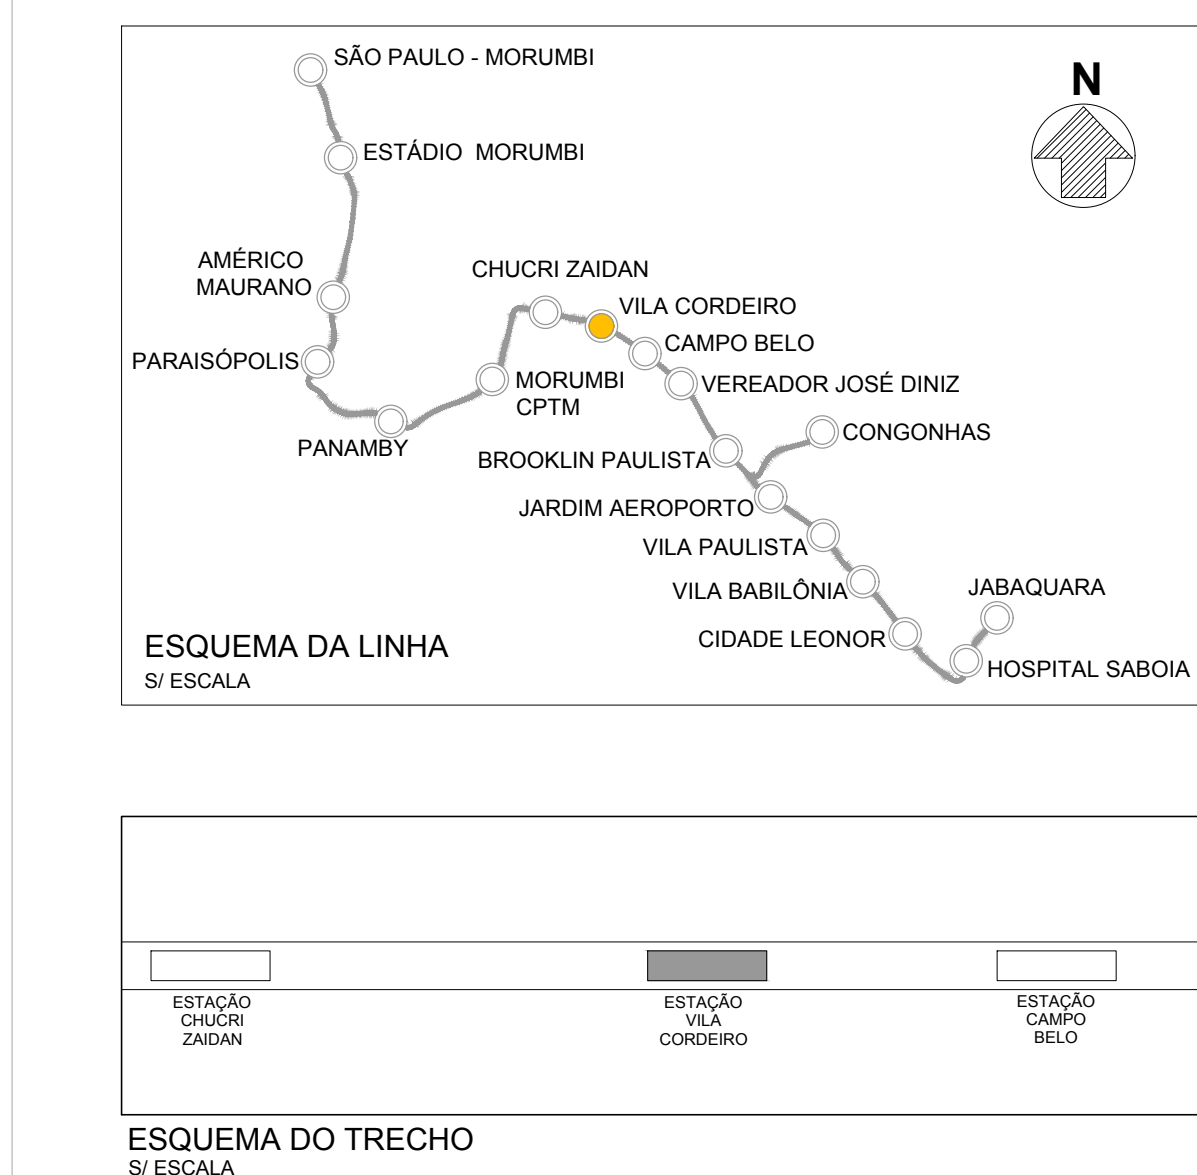 SÃO PAULO - MORUMBI
N
ESTÁDIO MORUMBI
AMÉRICO
MAURANO
CHUCRI ZAIDAN
VILA CORDEIRO
CAMPO BELO
PARAISÓPOLIS
MORUMBI
CPTM
VEREADOR JOSÉ DINIZ
PANAMBY
CONGONHAS
BROOKLIN PAULISTA
JARDIM AEROPORTO
VILA PAULISTA
VILA BABILÔNIA
JABAQUARA
CIDADE LEONOR
HOSPITAL SABOIA
ESQUEMA DA LINHA
S/ ESCALA
ESTAÇÃO
CHUCRI
ZAIDAN
ESTAÇÃO
VILA
CORDEIRO
ESTAÇÃO
CAMPO
BELO
ESQUEMA DO TRECHO
S/ ESCALA